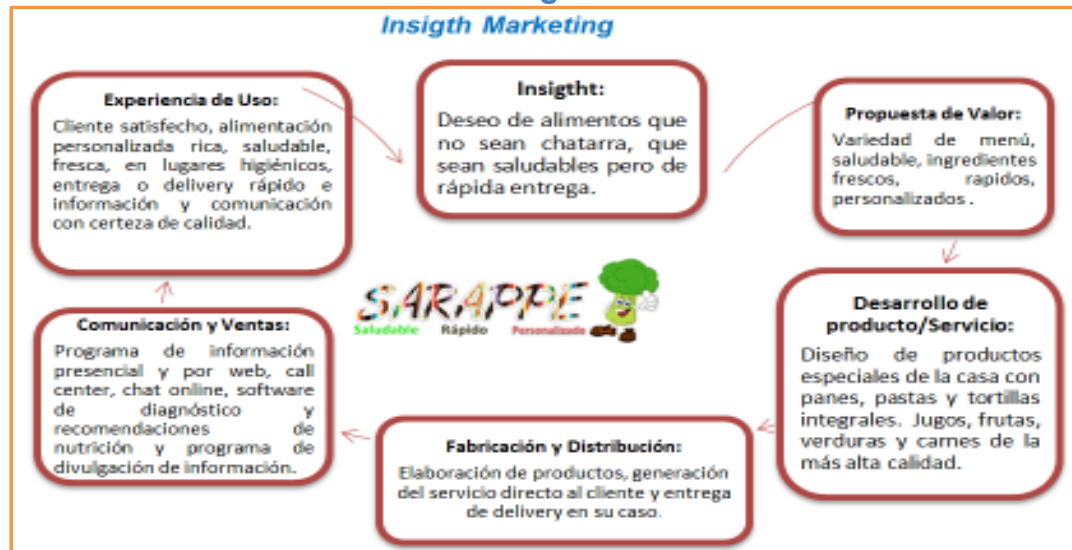 Insigth Marketing
Insigtht:
Deseo de alimentos que
no sean chatarra, que
sean saludables pero de
rápida entrega.
Propuesta de Valor:
Variedad de menú,
saludable, ingredientes
frescos, rapidos,
personalizados .
Desarrollo de
producto/Servicio:
Diseño de productos
especiales de la casa con
panes, pastas y tortillas
integrales. Jugos, frutas,
verduras y carnes de la
más alta calidad.
Fabricación y Distribución:
Elaboración de productos, generación
del servicio directo al cliente y entrega
de delivery en su caso.
Comunicación y Ventas:
Programa de información
presencial y por web, call
center, chat online, software
de diagnóstico y
recomendaciones de
nutrición y programa de
divulgación de información.
Experiencia de Uso:
Cliente satisfecho, alimentación
personalizada rica, saludable,
fresca, en lugares higiénicos,
entrega o delivery rápido e
información y comunicación
con certeza de calidad.
SARAPPE
Saludable Rápido Personalizado